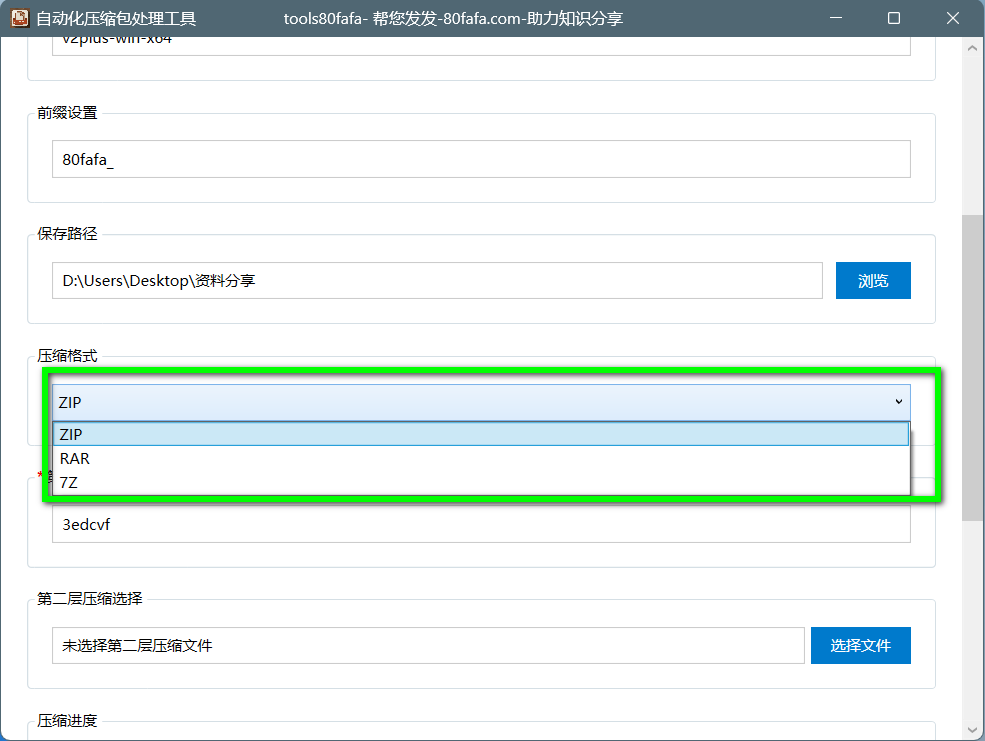 自动化压缩包处理工具 tools80fafa- 帮您发发-80fafa.com-助力知识分享
v2plus-win-x64
前缀设置
80fafa_
保存路径
D:\Users\Desktop\资料分享
浏览
压缩格式
ZIP
ZIP
RAR
7Z
*
3edcvf
第二层压缩选择
未选择第二层压缩文件
选择文件
压缩进度